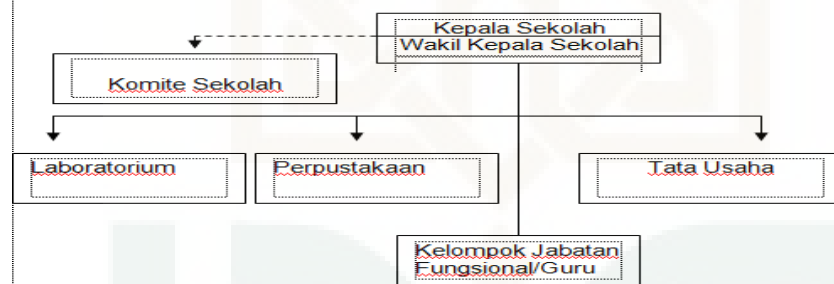 Kepala Sekolah
Wakil Kepala Sekolah
Komite Sekolah
Laboratorium
Perpustakaan
Tata Usaha
Kelompok Jabatan
Fungsional/Guru